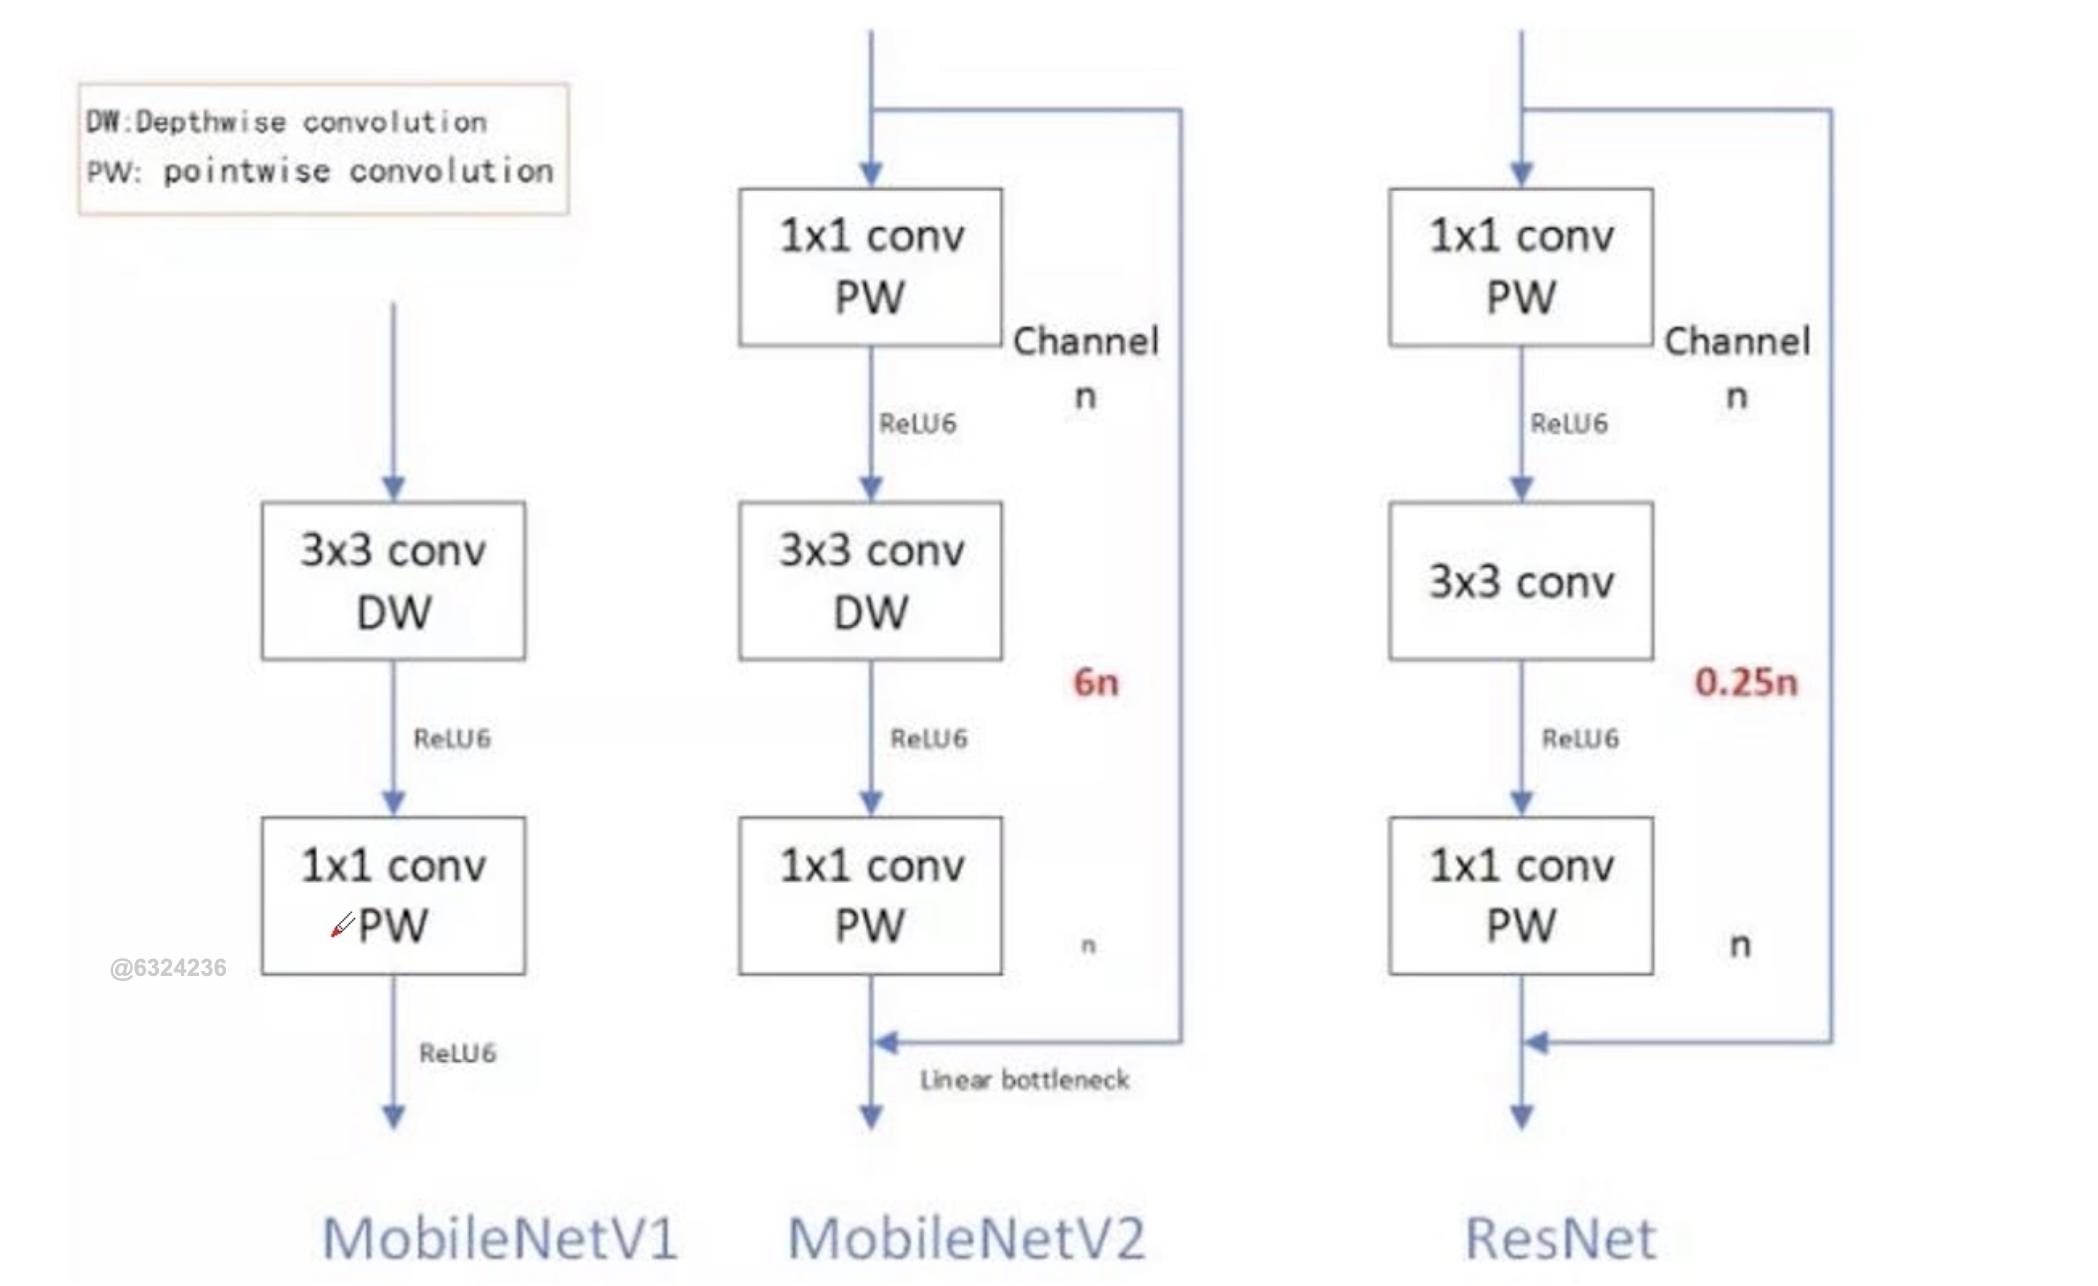 DW:Depthwise convolution
PW: pointwise convolution
3x3 conv
DW
ReLU6
1x1 conv
PW
ReLU6
MobileNetV1
1x1 conv
PW
Channel
n
ReLU6
3x3 conv
DW
6n
ReLU6
1x1 conv
PW
n
Linear bottleneck
MobileNetV2
1x1 conv
PW
Channel
n
ReLU6
3x3 conv
0.25n
ReLU6
1x1 conv
PW
n
ResNet
@6324236